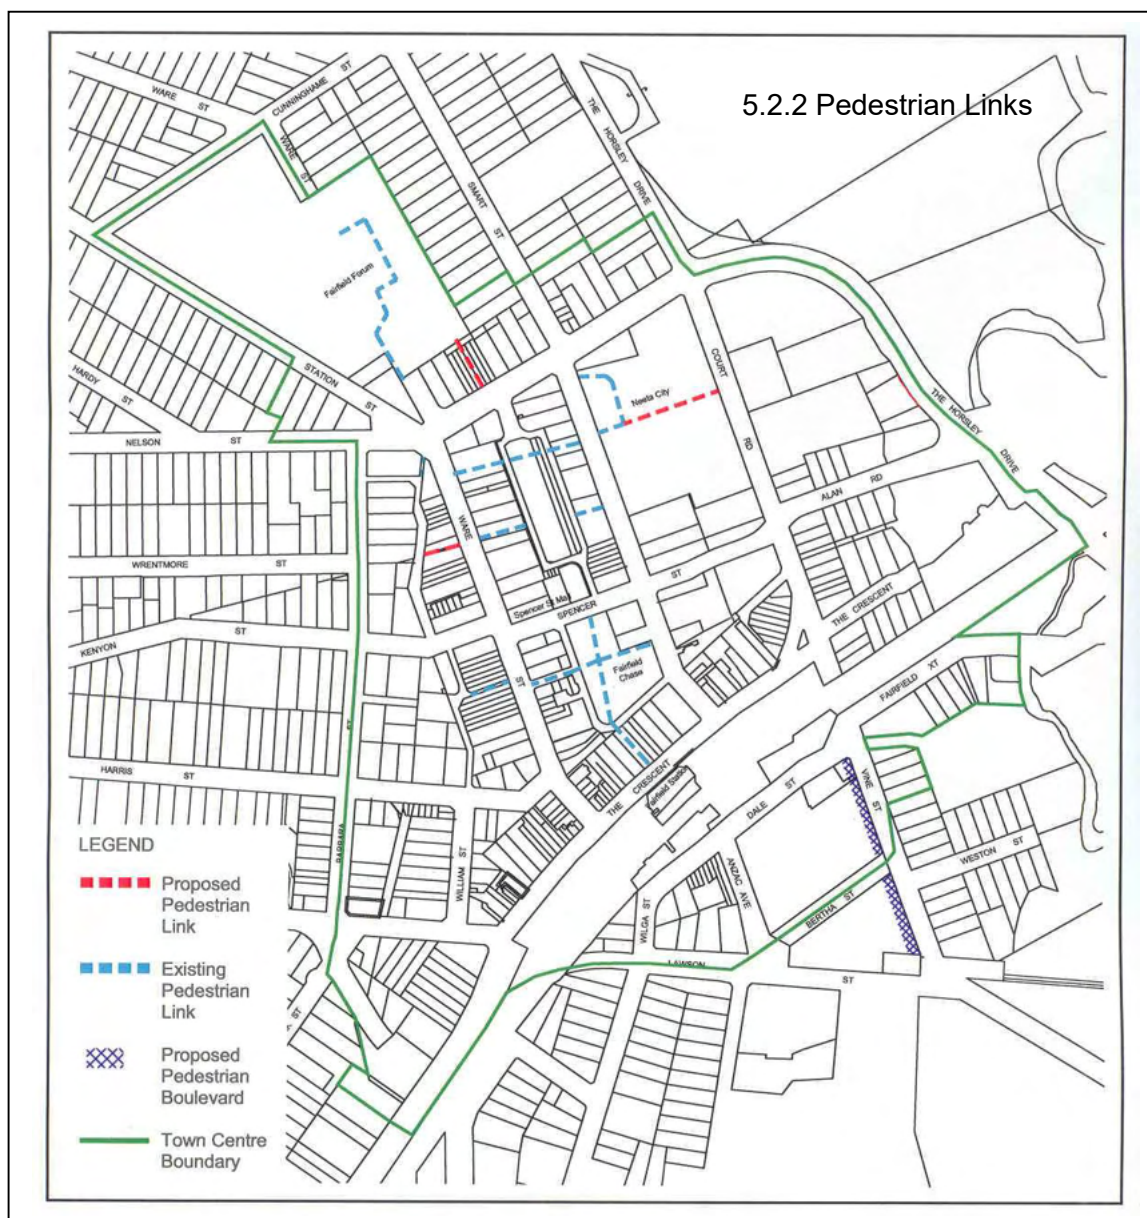 5.2.2 Pedestrian Links
WARE ST
CUNNINGHAME ST
WARE ST
THE HORSLEY DRIVE
SMART ST
Fairfield Forum
STATION ST
HARDY ST
NELSON ST
Neeta City
COURT RD
THE HORSLEY DRIVE
ALAN RD
WARE ST
WRENTMORE ST
Spencer St Mall
SPENCER ST
THE CRESCENT
KENYON ST
Fairfield Chase
FAIRFIELD XT
HARRIS ST
THE CRESCENT
Fairfield Station
DALE ST
VINE ST
WESTON ST
BARBARA ST
WILLIAM ST
ANZAC AVE
WILGA ST
BERTHA ST
LAWSON ST
ST
LEGEND
Proposed
Pedestrian
Link
Existing
Pedestrian
Link
Proposed
Pedestrian
Boulevard
Town Centre
Boundary